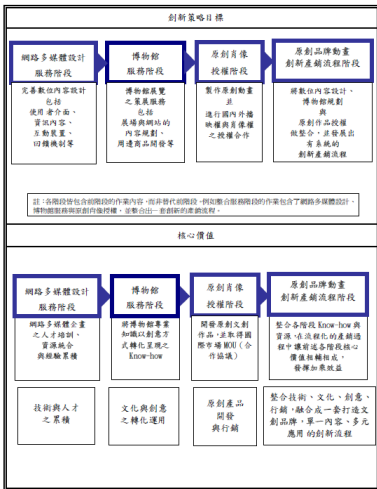 創新策略目標
網路多媒體設計
服務階段
博物館
服務階段
原創肖像
授權階段
原創品牌動畫
創新產銷流程階段
完善數位內容設計
包括
使用者介面、
資訊內容、
互動裝置、
回饋機制等
博物館展覽
之策展服務
包括
展場與網站的
內容規劃、
周邊商品開發等
製作原創動畫
並
進行國內外播
映權與肖像權
之授權合作
將數位內容設計、
博物館規劃
與
原創作品授權
做整合，並發展出
有系統的
創新產銷流程
註：各階段皆包含前階段的作業內容，而非替代前階段，例如整合服務階段的作業包含了網路多媒體設計、
博物館服務與原創肖像授權，並整合出一套創新的產銷流程。
核心價值
網路多媒體設計
服務階段
博物館
服務階段
原創肖像
授權階段
原創品牌動畫
創新產銷流程階段
網路多媒體企畫
之人才培訓、
資源統合
與經驗累積
將博物館專業
知識以創意方
式轉化呈現之
Know-how
開發原創文創
作品，並取得國
際市場 MOU（合
作協議）
整合各階段 Know-how 與
資源，在流程化的產銷過
程中讓前述各階段核心
價值相輔相成，
發揮加乘效益
技術與人才
之累積
文化與創意
之轉化運用
原創產品
開發
與行銷
整合技術、文化、創意、
行銷，融合成一套打造文
創品牌，單一內容、多元
應用的創新流程